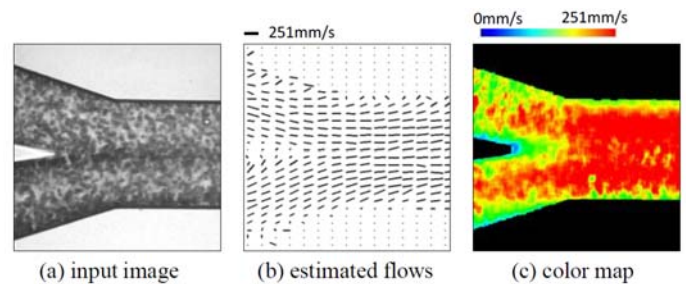 251mm/s
0mm/s 251mm/s
(a) input image
(b) estimated flows
(c) color map